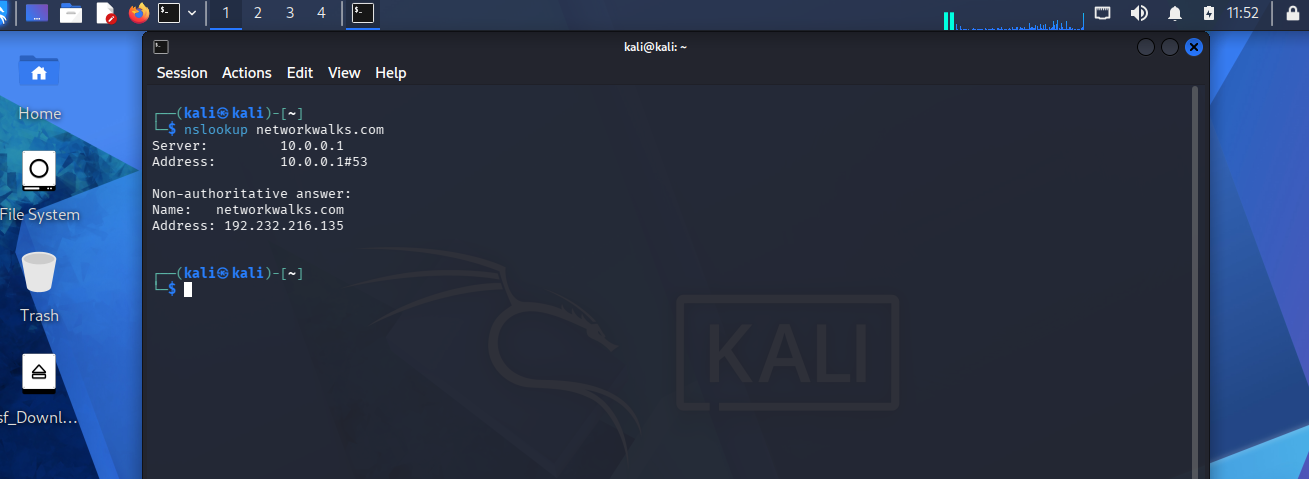 1 2 3 4
11:52
kali@kali: ~
Session Actions Edit View Help
Home
File System
Trash
sf_Downl...
┌──(kali㉿kali)-[~]
└─$ nslookup networkwalks.com
Server:         10.0.0.1
Address:        10.0.0.1#53
Non-authoritative answer:
Name:   networkwalks.com
Address: 192.232.216.135
┌──(kali㉿kali)-[~]
└─$
KALI